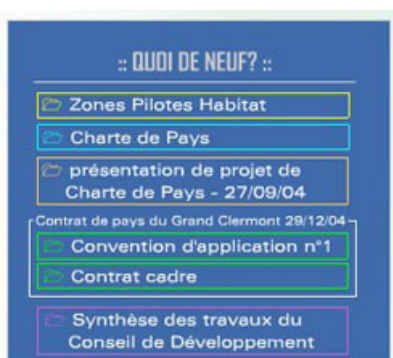 :: QUOI DE NEUF? ::
Zones Pilotes Habitat
Charte de Pays
présentation de projet de
Charte de Pays - 27/09/04
Contrat de pays du Grand Clermont 29/12/04
Convention d'application n°1
Contrat cadre
Synthèse des travaux du
Conseil de Développement